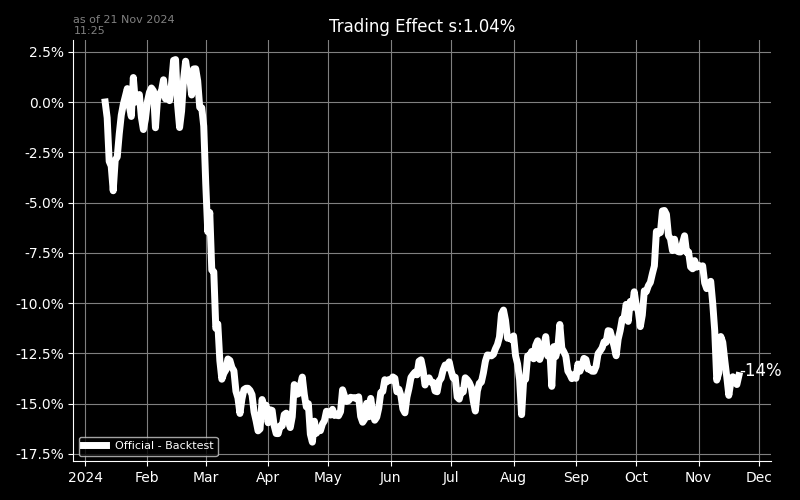 as of 21 Nov 2024
11:25
Trading Effect s:1.04%
2.5%
0.0%
-2.5%
-5.0%
-7.5%
-10.0%
-12.5%
-15.0%
-17.5%
-14%
Official - Backtest
2024 Feb Mar Apr May Jun Jul Aug Sep Oct Nov Dec